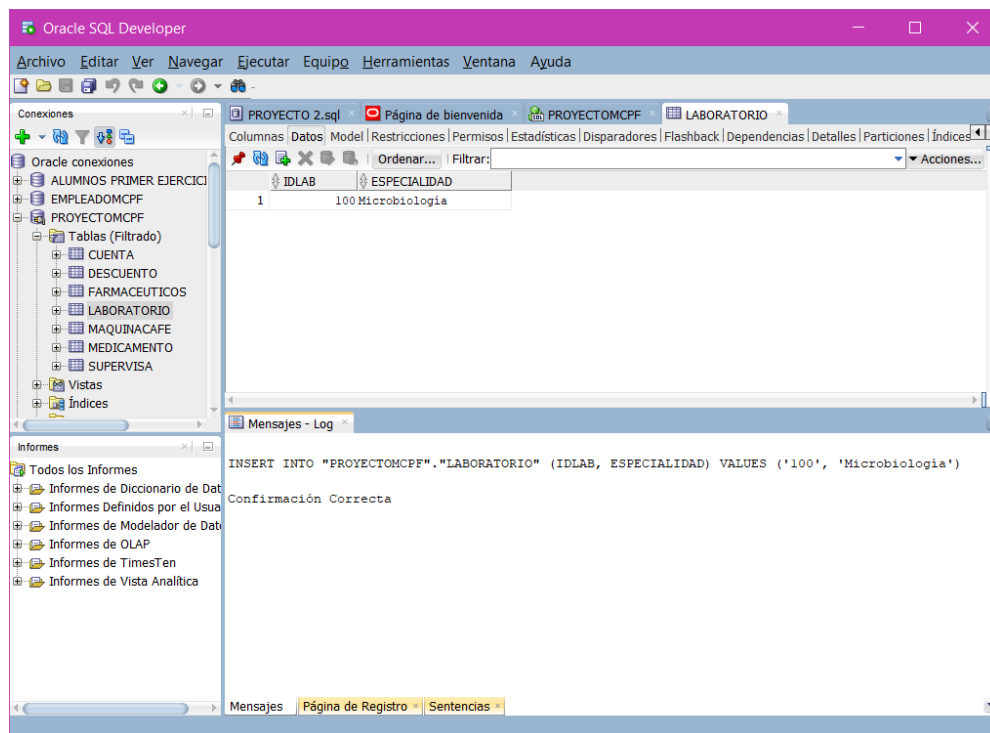 Oracle SQL Developer
Archivo Editar Ver Navegar Ejecutar Equipo Herramientas Ventana Ayuda
Conexiones
Oracle conexiones
ALUMNOS PRIMER EJERCICI
EMPLEADOMCPF
PROYECTOMCPF
Tablas (Filtrado)
CUENTA
DESCUENTO
FARMACEUTICOS
LABORATORIO
MAQUINACAFE
MEDICAMENTO
SUPERVISA
Vistas
Índices
Informes
Todos los Informes
Informes de Diccionario de Dat
Informes Definidos por el Usua
Informes de Modelador de Dato
Informes de OLAP
Informes de TimesTen
Informes de Vista Analítica
PROYECTO 2.sql Página de bienvenida PROYECTOMCPF LABORATORIO
Columnas Datos Model Restricciones Permisos Estadísticas Disparadores Flashback Dependencias Detalles Particiones Índices
Ordenar... Filtrar: Acciones...
IDLAB ESPECIALIDAD
1 100 Microbiología
Mensajes - Log
INSERT INTO "PROYECTOMCPF"."LABORATORIO" (IDLAB, ESPECIALIDAD) VALUES ('100', 'Microbiología')
Confirmación Correcta
Mensajes Página de Registro Sentencias